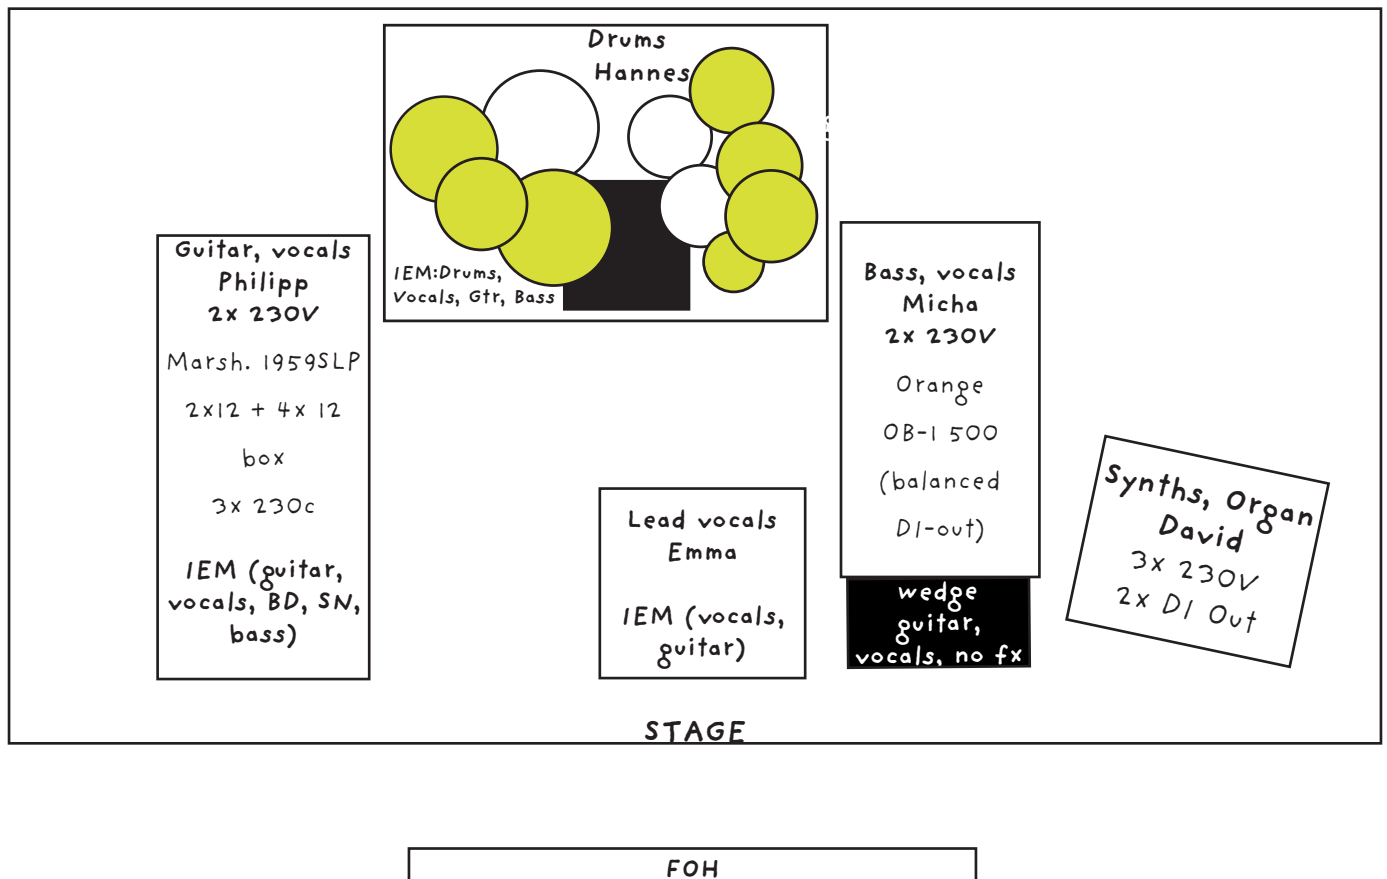 Drums
Hannes
IEM:Drums,
Vocals, Gtr, Bass
Guitar, vocals
Philipp
2x 230V
Marsh. 1959SLP
2x12 + 4x 12
box
3x 230c
IEM (guitar,
vocals, BD, SN,
bass)
Bass, vocals
Micha
2x 230V
Orange
OB-1 500
(balanced
DI-out)
wedge
guitar,
vocals, no fx
Lead vocals
Emma
IEM (vocals,
guitar)
Synths, Organ
David
3x 230V
2x DI Out
STAGE
FOH